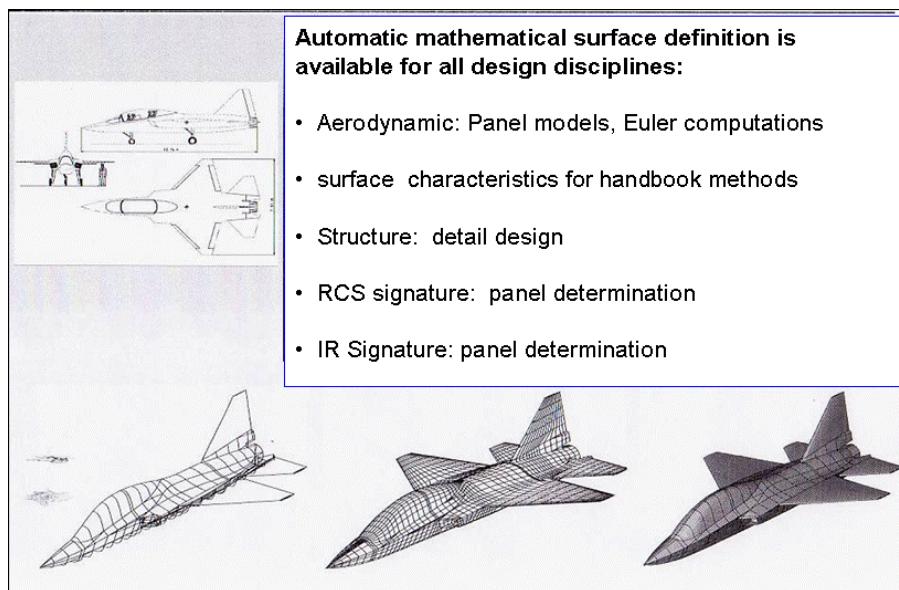 Automatic mathematical surface definition is
available for all design disciplines:
• Aerodynamic: Panel models, Euler computations
• surface characteristics for handbook methods
• Structure: detail design
• RCS signature: panel determination
• IR Signature: panel determination